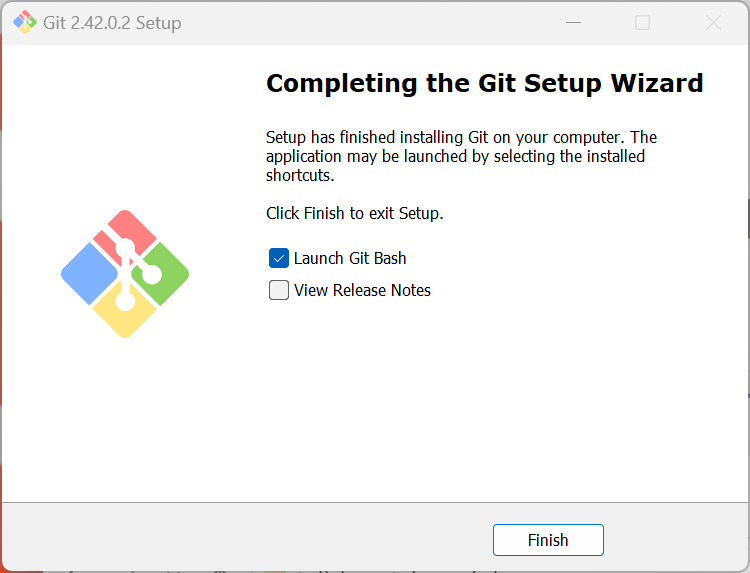 Git 2.42.0.2 Setup
Completing the Git Setup Wizard
Setup has finished installing Git on your computer. The
application may be launched by selecting the installed
shortcuts.
Click Finish to exit Setup.
Launch Git Bash
View Release Notes
Finish